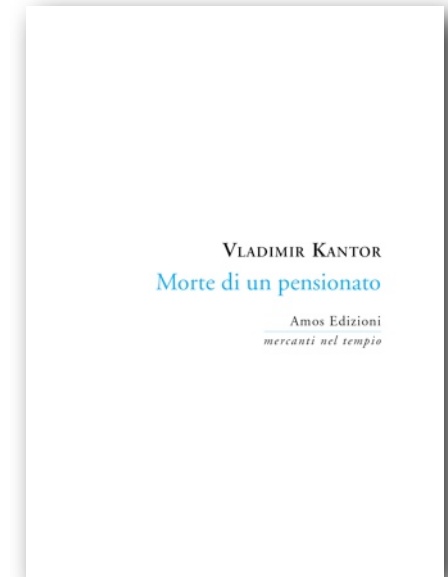 VLADIMIR KANTOR
Morte di un pensionato
Amos Edizioni
mercanti nel tempio